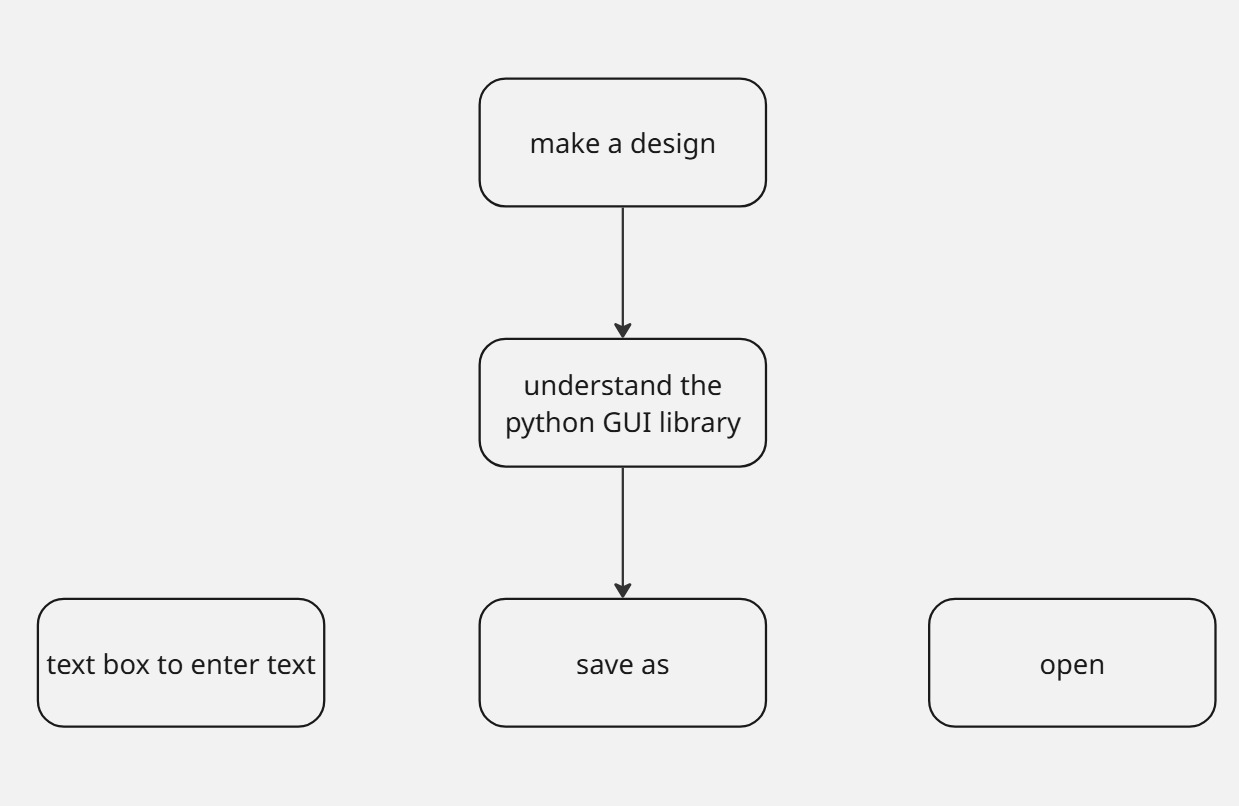 make a design
understand the
python GUI library
text box to enter text
save as
open